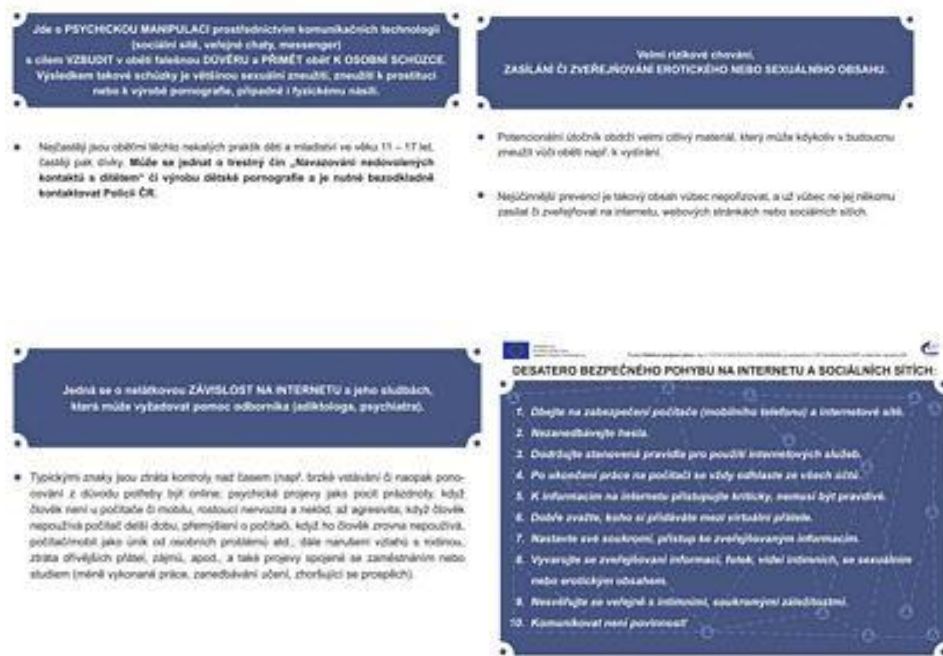 Jde o PSYCHICKOU MANIPULACI prostřednictvím komunikačních technologií
(sociální sítě, veřejné chaty, messenger)
s cílem VZBUDIT v oběti falešnou DŮVĚRU a PŘIMĚT oběť K OSOBNÍ SCHŮZCE.
Výsledkem takové schůzky je většinou sexuální zneužití, zneužití k prostituci
nebo k výrobě pornografie, případně i fyzickému násilí.
Nejčastěji jsou oběťmi těchto nekalých praktik děti a mladiství ve věku 11 – 17 let,
častěji pak dívky. Může se jednat o trestný čin „Navazování nedovolených
kontaktů s dítětem“ či výrobu dětské pornografie a je nutné bezodkladně
kontaktovat Policii ČR.
Velmi rizikové chování,
ZASÍLÁNÍ ČI ZVEŘEJŇOVÁNÍ EROTICKÉHO NEBO SEXUÁLNÍHO OBSAHU.
Potencionální útočník obdrží velmi citlivý materiál, který může kdykoliv v budoucnu
zneužít vůči oběti např. k vydírání.
Nejúčinnější prevencí je takový obsah vůbec nepořizovat, a už vůbec ne jej někomu
zasílat či zveřejňovat na internetu, webových stránkách nebo sociálních sítích.
Jedná se o nelátkovou ZÁVISLOST NA INTERNETU a jeho službách,
která může vyžadovat pomoc odborníka (adiktologa, psychiatra).
Typickými znaky jsou ztráta kontroly nad časem (např. brzké vstávání či naopak pono-
cování z důvodu potřeby být online; psychické projevy jako pocit prázdnoty, když
člověk není u počítače či mobilu, rostoucí nervozita a neklid, až agresivita, když člověk
nepoužívá počítač delší dobu, přemýšlení o počítači, když ho člověk zrovna nepoužívá,
počítač/mobil jako únik od osobních problémů atd., dále narušení vztahů s rodinou,
ztráta dřívějších přátel, zájmů, apod., a také projevy spojené se zaměstnáním nebo
studiem (méně vykonané práce, zanedbávání učení, zhoršující se prospěch).
DESATERO BEZPEČNÉHO POHYBU NA INTERNETU A SOCIÁLNÍCH SÍTÍCH:
1. Dbejte na zabezpečení počítače (mobilního telefonu) a internetové sítě.
2. Nezanedbávejte hesla.
3. Dodržujte stanovená pravidla pro použití internetových služeb.
4. Po ukončení práce na počítači se vždy odhlaste ze všech účtů.
5. K informacím na internetu přistupujte kriticky, nemusí být pravdivé.
6. Dobře zvažte, koho si přidáváte mezi virtuální přátele.
7. Nastavte své soukromí, přístup ke zveřejňovaným informacím.
8. Vyvarujte se zveřejňování informací, fotek, videí intimních, se sexuálním
nebo erotickým obsahem.
9. Nesvěřujte se veřejně s intimními, soukromými záležitostmi.
10. Komunikovat není povinnost!